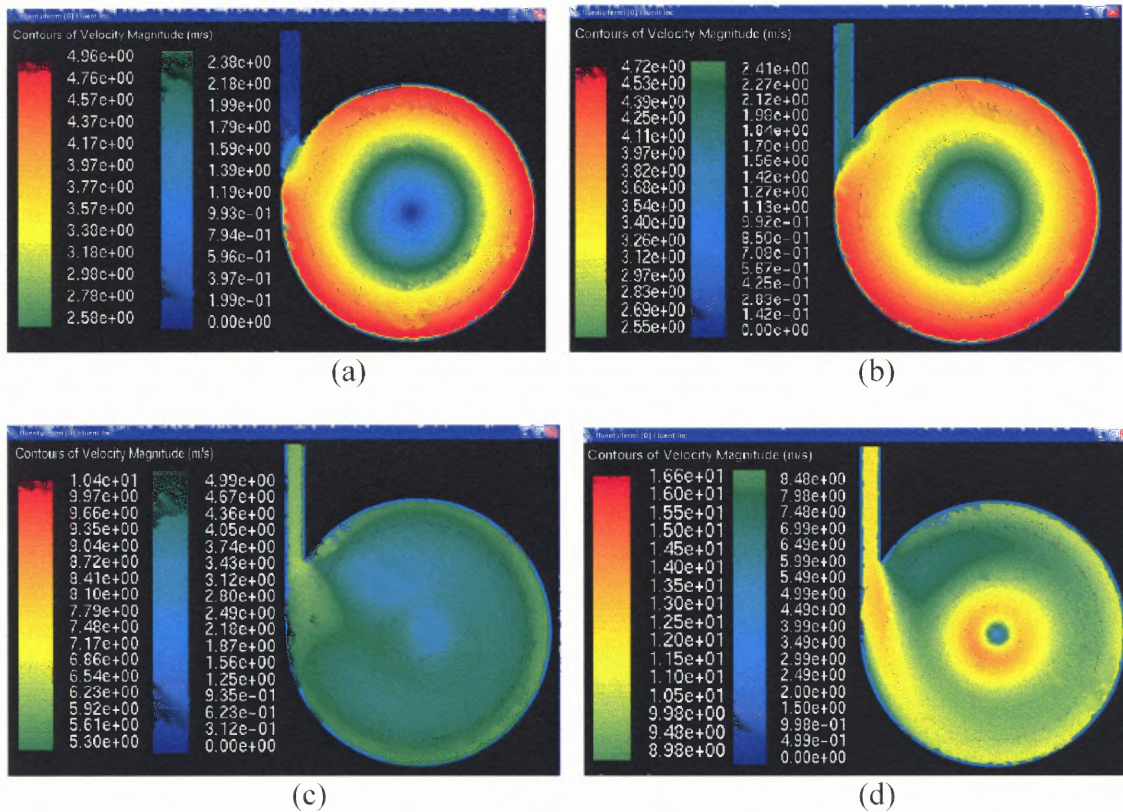 Contours of Velocity Magnitude (m/s)
4.96e+00
4.76e+00
4.57e+00
4.37e+00
4.17e+00
3.97e+00
3.77e+00
3.58e+00
3.38e+00
3.18e+00
2.98e+00
2.78e+00
2.58e+00
2.38e+00
2.18e+00
1.99e+00
1.79e+00
1.59e+00
1.39e+00
1.19e+00
9.93e-01
7.94e-01
5.96e-01
3.97e-01
1.99e-01
0.00e+00
(a)
Contours of Velocity Magnitude (m/s)
4.72e+00
4.53e+00
4.39e+00
4.25e+00
4.11e+00
3.97e+00
3.82e+00
3.68e+00
3.54e+00
3.40e+00
3.26e+00
3.12e+00
2.97e+00
2.83e+00
2.69e+00
2.55e+00
2.41e+00
2.27e+00
2.12e+00
1.98e+00
1.84e+00
1.70e+00
1.56e+00
1.42e+00
1.27e+00
1.13e+00
9.92e-01
8.50e-01
7.08e-01
5.67e-01
4.25e-01
2.83e-01
1.42e-01
0.00e+00
(b)
Contours of Velocity Magnitude (m/s)
1.04e+01
9.97e+00
9.66e+00
9.35e+00
9.04e+00
8.72e+00
8.41e+00
8.10e+00
7.79e+00
7.48e+00
7.17e+00
6.86e+00
6.54e+00
6.23e+00
5.92e+00
5.61e+00
5.30e+00
4.99e+00
4.67e+00
4.36e+00
4.05e+00
3.74e+00
3.43e+00
3.12e+00
2.80e+00
2.49e+00
2.18e+00
1.87e+00
1.56e+00
1.25e+00
9.35e-01
6.23e-01
3.12e-01
0.00e+00
(c)
Contours of Velocity Magnitude (m/s)
1.66e+01
1.60e+01
1.55e+01
1.50e+01
1.45e+01
1.40e+01
1.35e+01
1.30e+01
1.25e+01
1.20e+01
1.15e+01
1.10e+01
1.05e+01
9.98e+00
9.48e+00
8.98e+00
8.48e+00
7.98e+00
7.48e+00
6.99e+00
6.49e+00
5.99e+00
5.49e+00
4.99e+00
4.49e+00
3.99e+00
3.49e+00
2.99e+00
2.49e+00
2.00e+00
1.50e+00
9.98e-01
4.99e-01
0.00e+00
(d)